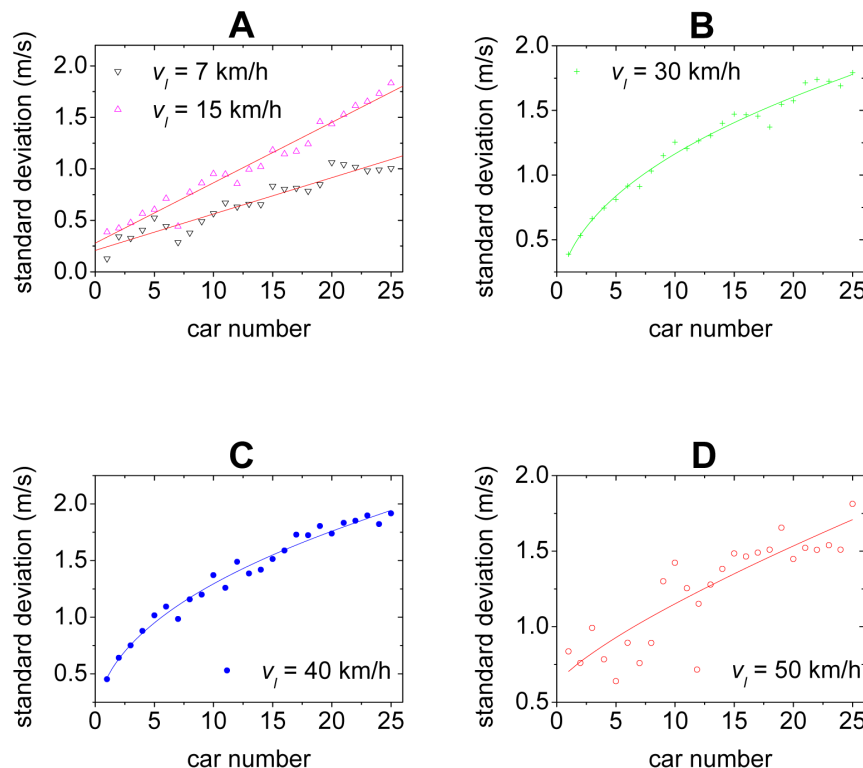 A
standard deviation (m/s)
2.0
1.5
1.0
0.5
0.0
v_l = 7 km/h
v_l = 15 km/h
0 5 10 15 20 25
car number
B
standard deviation (m/s)
2.0
1.5
1.0
0.5
v_l = 30 km/h
0 5 10 15 20 25
car number
C
standard deviation (m/s)
2.0
1.5
1.0
0.5
v_l = 40 km/h
0 5 10 15 20 25
car number
D
standard deviation (m/s)
2.0
1.5
1.0
0.5
v_l = 50 km/h
0 5 10 15 20 25
car number